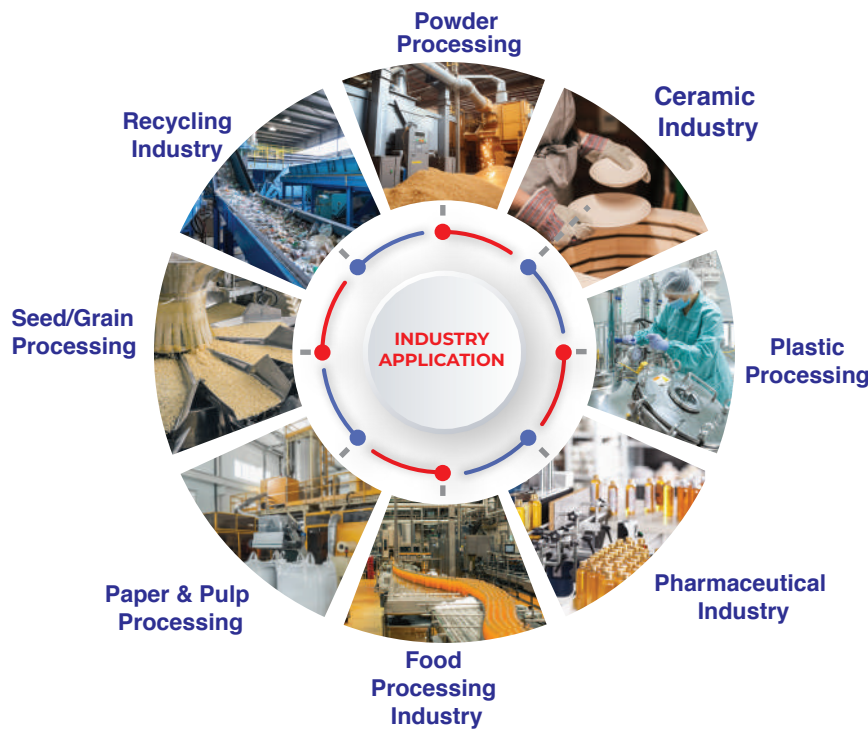 Powder
Processing
Ceramic
Industry
Recycling
Industry
Seed/Grain
Processing
INDUSTRY
APPLICATION
Plastic
Processing
Paper & Pulp
Processing
Pharmaceutical
Industry
Food
Processing
Industry